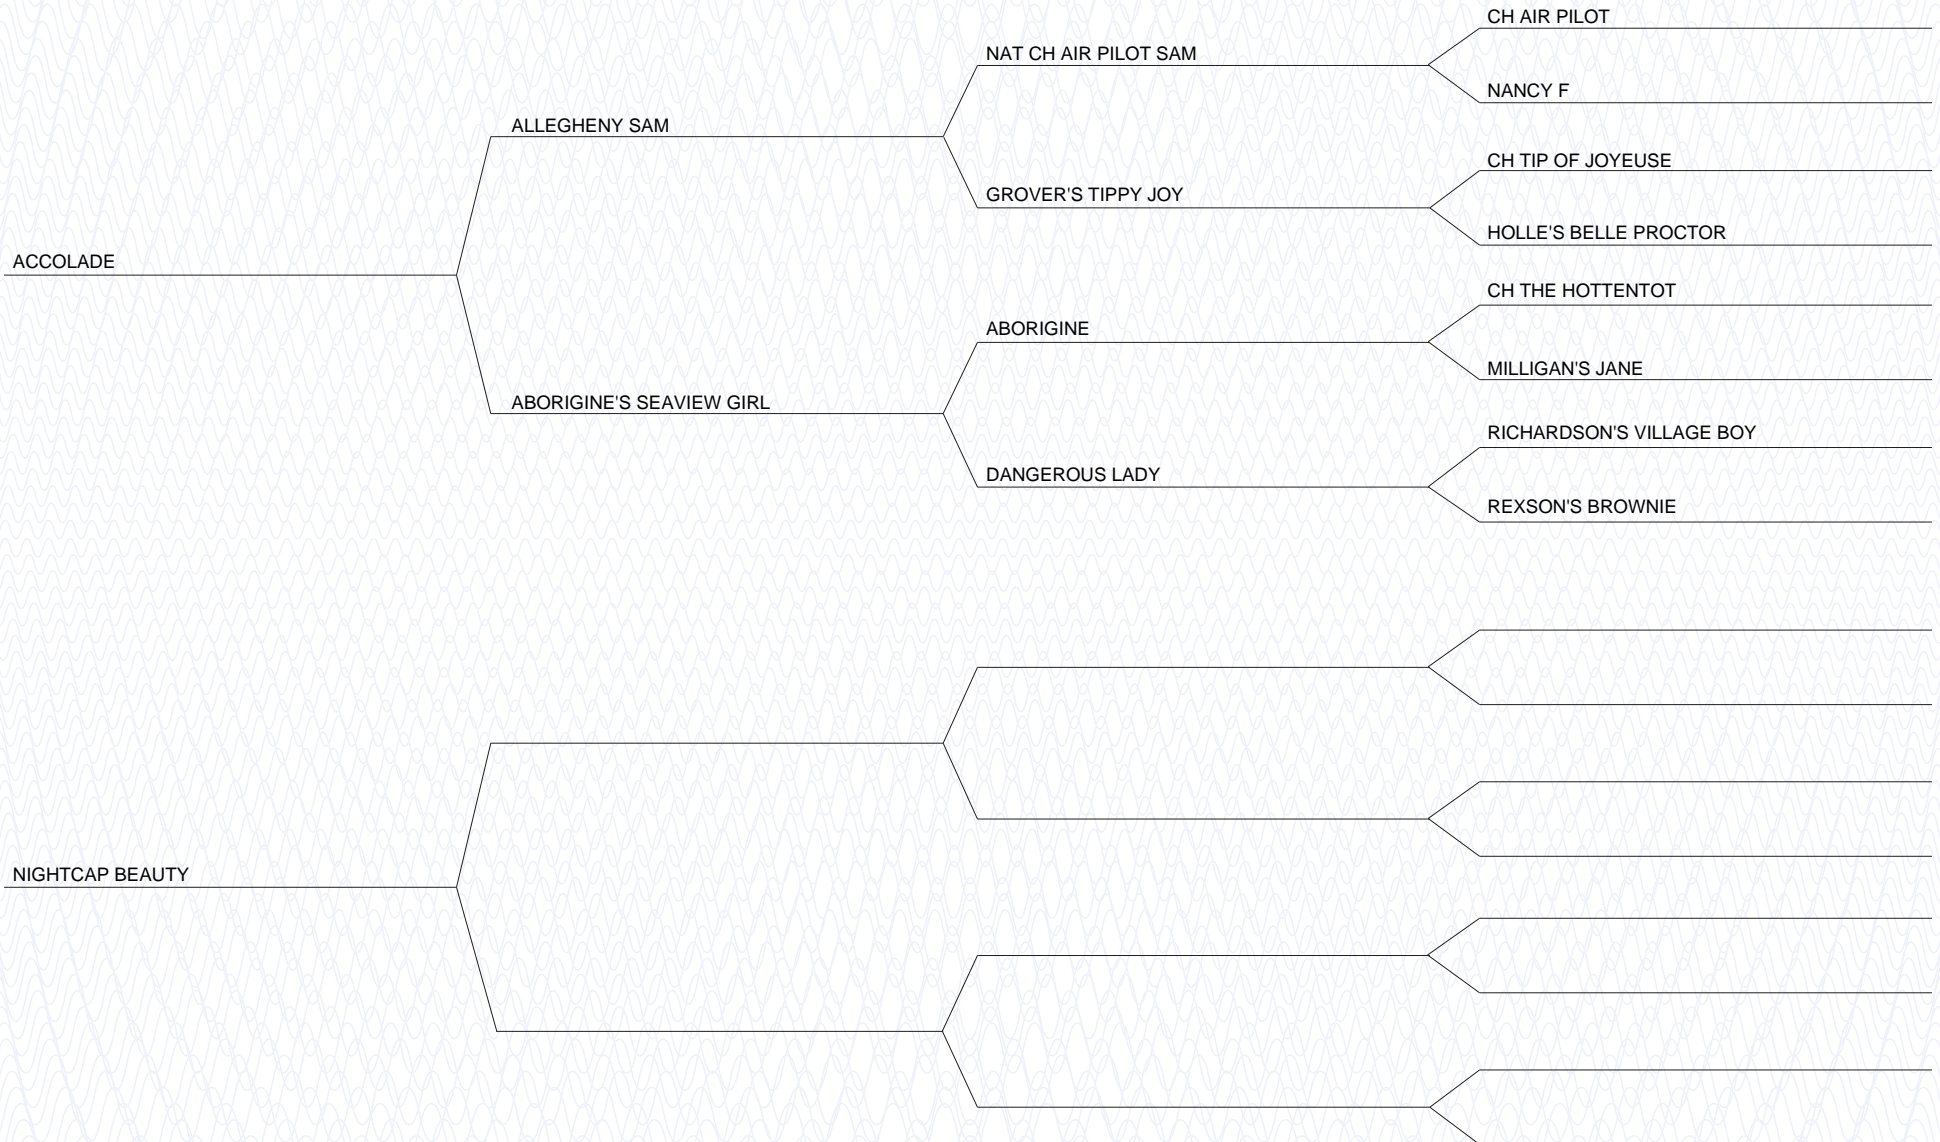 CH AIR PILOT
NAT CH AIR PILOT SAM
NANCY F
ALLEGHENY SAM
CH TIP OF JOYEUSE
GROVER'S TIPPY JOY
HOLLE'S BELLE PROCTOR
ACCOLADE
CH THE HOTTENTOT
ABORIGINE
MILLIGAN'S JANE
ABORIGINE'S SEAVIEW GIRL
RICHARDSON'S VILLAGE BOY
DANGEROUS LADY
REXSON'S BROWNIE
NIGHTCAP BEAUTY